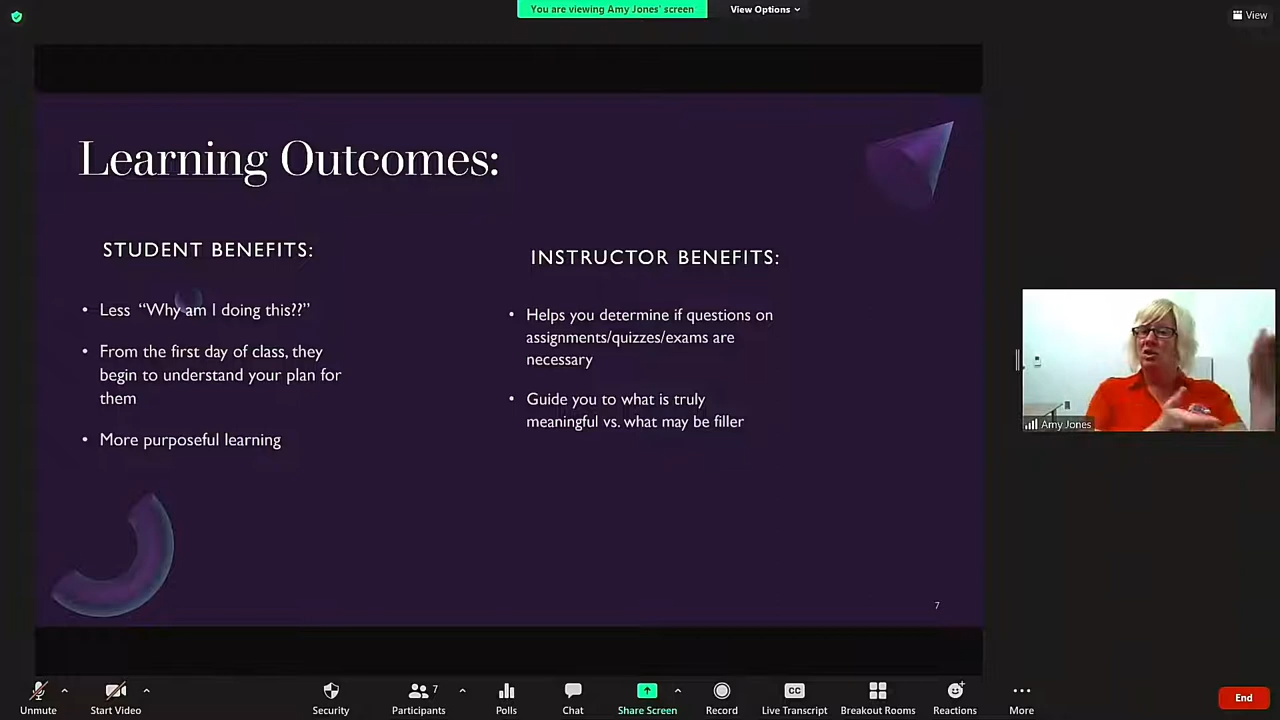 You are viewing Amy Jones' screen
View Options
View
Learning Outcomes:
STUDENT BENEFITS:
• Less “Why am I doing this??”
• From the first day of class, they
begin to understand your plan for
them
• More purposeful learning
INSTRUCTOR BENEFITS:
• Helps you determine if questions on
assignments/quizzes/exams are
necessary
• Guide you to what is truly
meaningful vs. what may be filler
7
Amy Jones
Unmute
Start Video
Security
Participants
7
Polls
Chat
Share Screen
Record
CC
Live Transcript
Breakout Rooms
Reactions
More
End